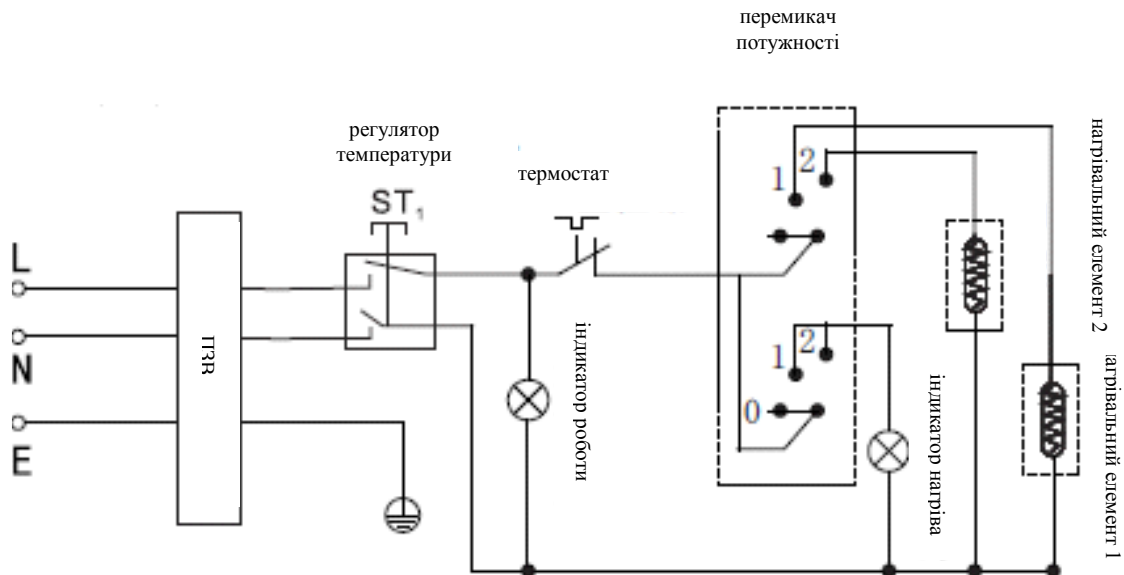 перемикач
потужності
регулятор
температури
термостат
ST₁
L
N
E
ПЗВ
індикатор роботи
1
2
1
2
0
індикатор нагріва
нагрівальний елемент 2
агрівальний елемент 1